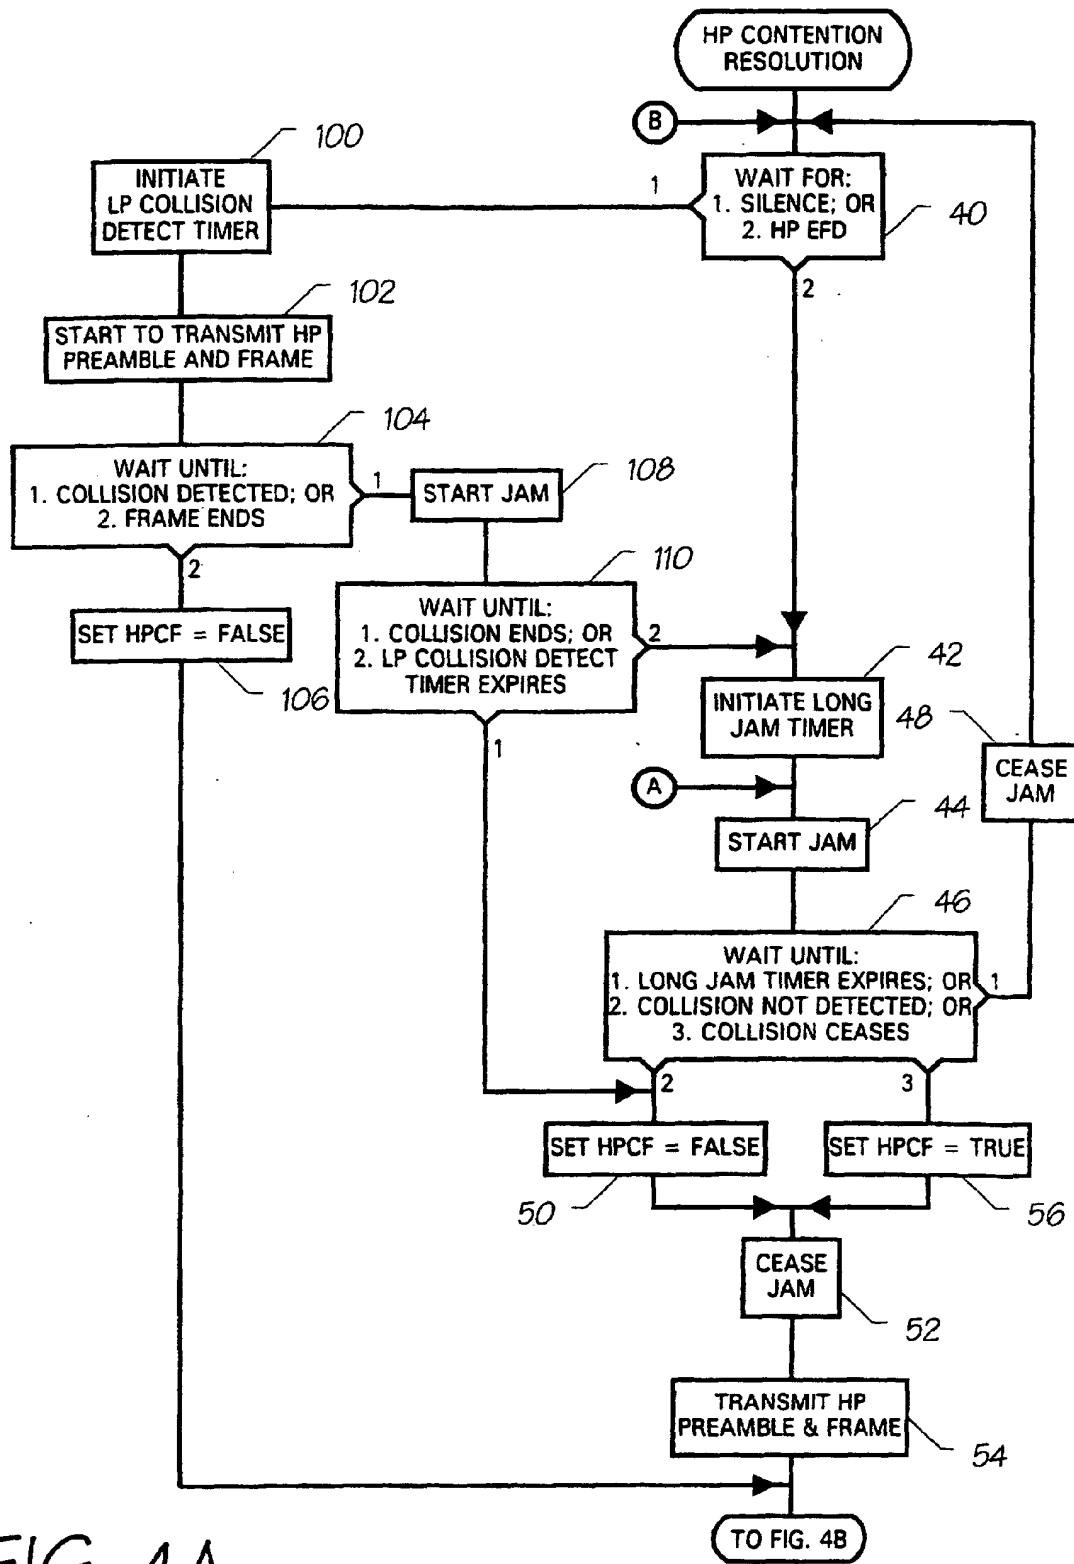 HP CONTENTION
RESOLUTION
B
100
INITIATE
LP COLLISION
DETECT TIMER
1
WAIT FOR:
1. SILENCE; OR
2. HP EFD
40
2
102
START TO TRANSMIT HP
PREAMBLE AND FRAME
104
WAIT UNTIL:
1. COLLISION DETECTED; OR
2. FRAME ENDS
1
2
START JAM
108
110
WAIT UNTIL:
1. COLLISION ENDS; OR
2. LP COLLISION DETECT
TIMER EXPIRES
2
1
SET HPCF = FALSE
106
42
INITIATE LONG
JAM TIMER
48
CEASE
JAM
A
44
START JAM
46
WAIT UNTIL:
1. LONG JAM TIMER EXPIRES; OR
2. COLLISION NOT DETECTED; OR
3. COLLISION CEASES
1
2
3
SET HPCF = FALSE
SET HPCF = TRUE
50
56
CEASE
JAM
52
TRANSMIT HP
PREAMBLE & FRAME
54
TO FIG. 4B
FIG. 4A